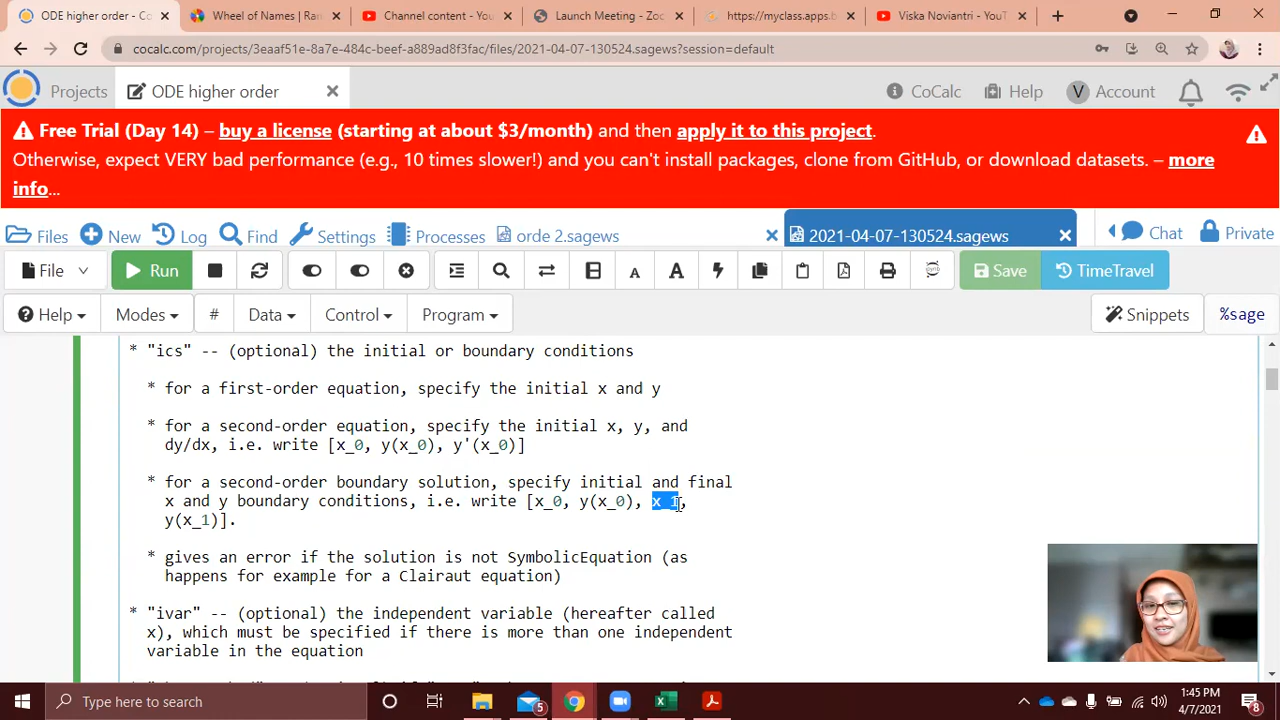 ODE higher order - Co
Wheel of Names | Ran
Channel content - You
Launch Meeting - Zoo
https://myclass.apps.b
Viska Noviantri - YouT
cocalc.com/projects/3eaaf51e-8a7e-484c-beef-a889ad8f3fac/files/2021-04-07-130524.sagews?session=default
Projects
ODE higher order
CoCalc
Help
V
Account
Free Trial (Day 14) – buy a license (starting at about $3/month) and then apply it to this project.
Otherwise, expect VERY bad performance (e.g., 10 times slower!) and you can't install packages, clone from GitHub, or download datasets. – more
info...
Files
New
Log
Find
Settings
Processes
orde 2.sagews
2021-04-07-130524.sagews
Chat
Private
File
Run
A
A
Save
TimeTravel
Help
Modes
#
Data
Control
Program
Snippets
%sage
* "ics" -- (optional) the initial or boundary conditions
* for a first-order equation, specify the initial x and y
* for a second-order equation, specify the initial x, y, and
dy/dx, i.e. write [x_0, y(x_0), y'(x_0)]
* for a second-order boundary solution, specify initial and final
x and y boundary conditions, i.e. write [x_0, y(x_0), x_1,
y(x_1)].
* gives an error if the solution is not SymbolicEquation (as
happens for example for a Clairaut equation)
* "ivar" -- (optional) the independent variable (hereafter called
x), which must be specified if there is more than one independent
variable in the equation
Type here to search
5
1:45 PM
4/7/2021
8